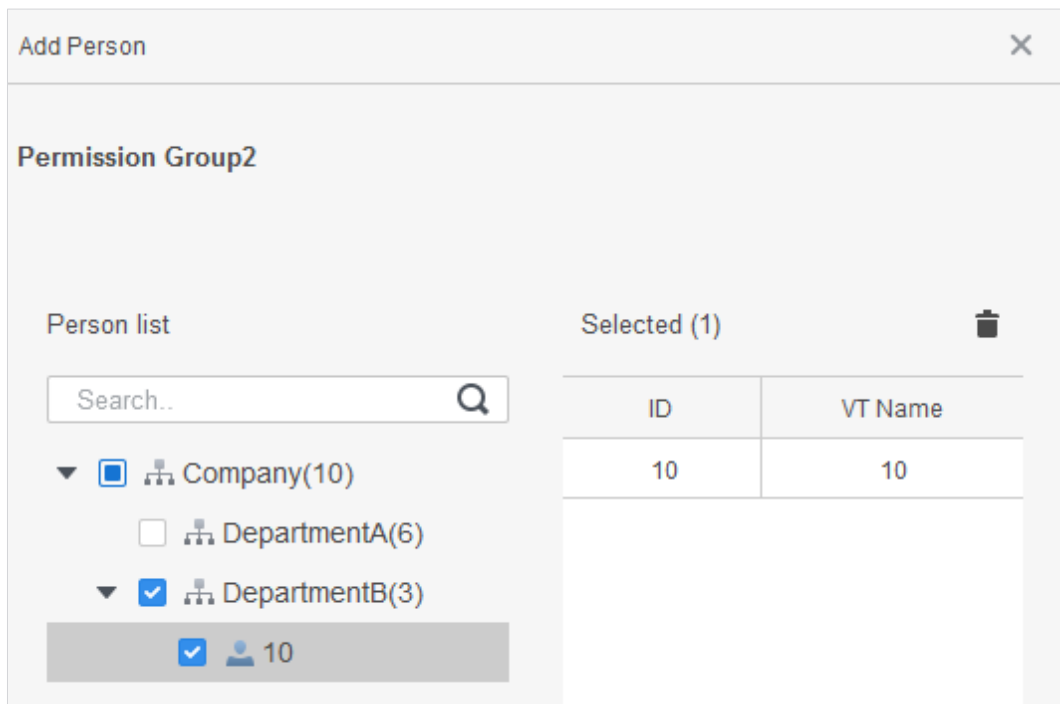 Add Person
Permission Group2
Person list
Search..
Company(10)
DepartmentA(6)
DepartmentB(3)
10
Selected (1)
ID VT Name
10 10